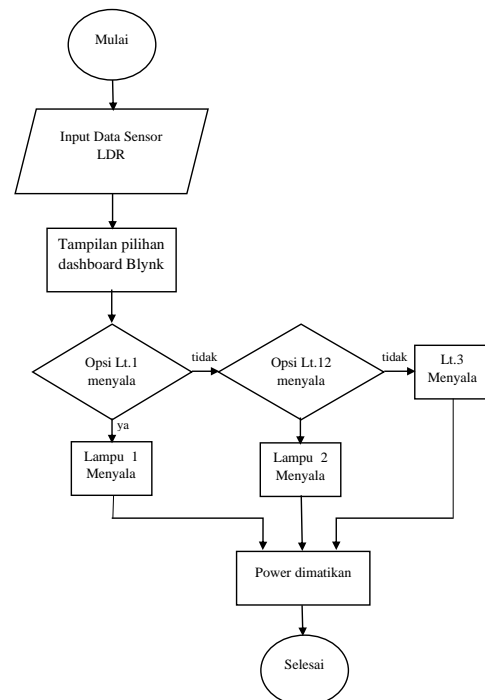 Mulai
Input Data Sensor
LDR
Tampilan pilihan
dashboard Blynk
Opsi Lt.1
menyala
tidak
Opsi Lt.12
menyala
tidak
Lt.3
Menyala
ya
Lampu 1
Menyala
Lampu 2
Menyala
Power dimatikan
Selesai